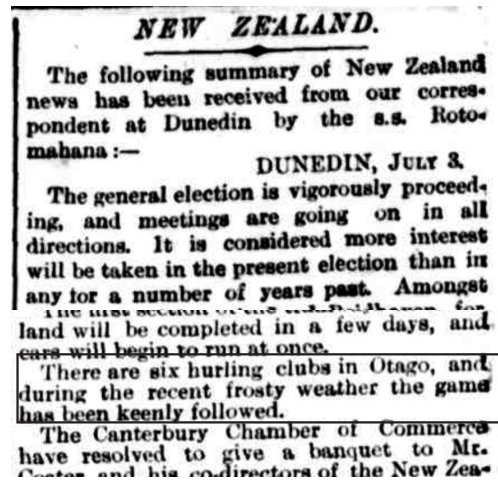 NEW ZEALAND.
The following summary of New Zealand
news has been received from our corres-
pondent at Dunedin by the s.s. Roto-
mahana:—
DUNEDIN, JULY 3.
The general election is vigorously proceed-
ing, and meetings are going on in all
directions. It is considered more interest
will be taken in the present election than in
any for a number of years past. Amongst
The first section of the
land will be completed in a few days, and
cars will begin to run at once.
There are six hurling clubs in Otago, and
during the recent frosty weather the game
has been keenly followed.
The Canterbury Chamber of Commerce
have resolved to give a banquet to Mr.
and his co-directors of the New Zea-